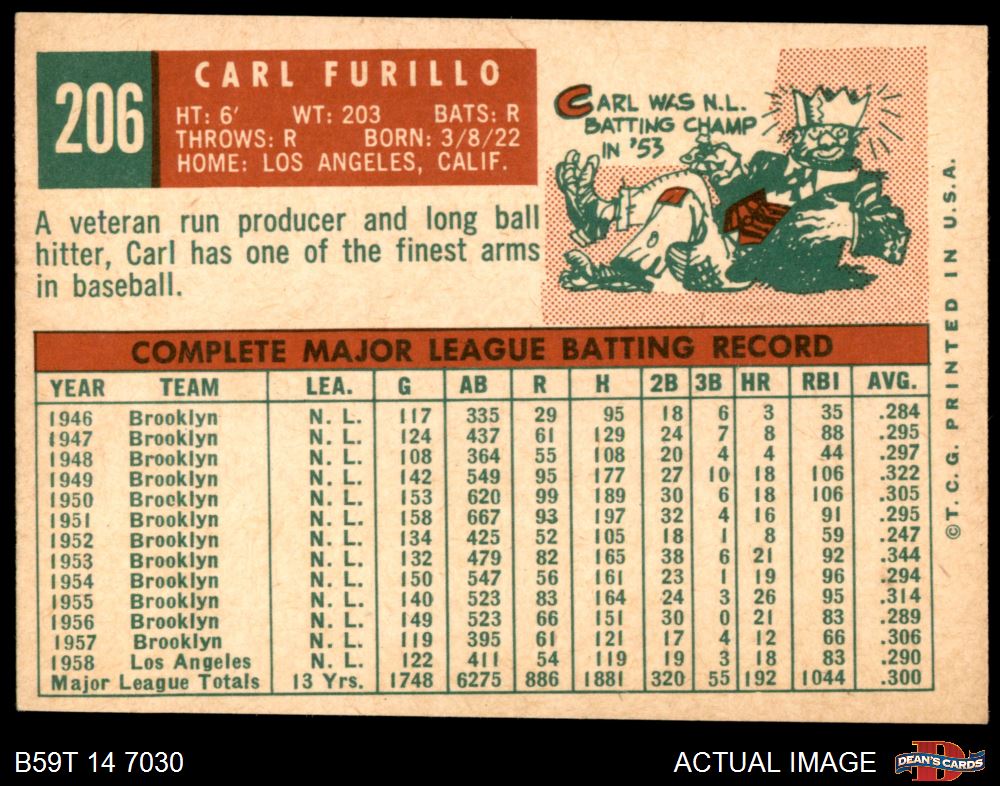 206
CARL FURILLO
HT: 6' WT: 203 BATS: R
THROWS: R BORN: 3/8/22
HOME: LOS ANGELES, CALIF.
CARL WAS N.L.
BATTING CHAMP
IN '53
A veteran run producer and long ball
hitter, Carl has one of the finest arms
in baseball.
COMPLETE MAJOR LEAGUE BATTING RECORD
YEAR TEAM LEA. G AB R H 2B 3B HR RBI AVG.
1946 Brooklyn N. L. 117 335 29 95 18 6 3 35 .284
1947 Brooklyn N. L. 124 437 61 129 24 7 8 88 .295
1948 Brooklyn N. L. 108 364 55 108 20 4 4 44 .297
1949 Brooklyn N. L. 142 549 95 177 27 10 18 106 .322
1950 Brooklyn N. L. 153 620 99 189 30 6 18 106 .305
1951 Brooklyn N. L. 158 667 93 197 32 4 16 91 .295
1952 Brooklyn N. L. 134 425 52 105 18 1 8 59 .247
1953 Brooklyn N. L. 132 479 82 165 38 6 21 92 .344
1954 Brooklyn N. L. 150 547 56 161 23 1 19 96 .294
1955 Brooklyn N. L. 140 523 83 164 24 3 26 95 .314
1956 Brooklyn N. L. 149 523 66 151 30 0 21 83 .289
1957 Brooklyn N. L. 119 395 61 121 17 4 12 66 .306
1958 Los Angeles N. L. 122 411 54 119 19 3 18 83 .290
Major League Totals 13 Yrs. 1748 6275 886 1881 320 55 192 1044 .300
©T. C. G. PRINTED IN U.S.A.
B59T 14 7030
ACTUAL IMAGE
DEAN'S CARDS